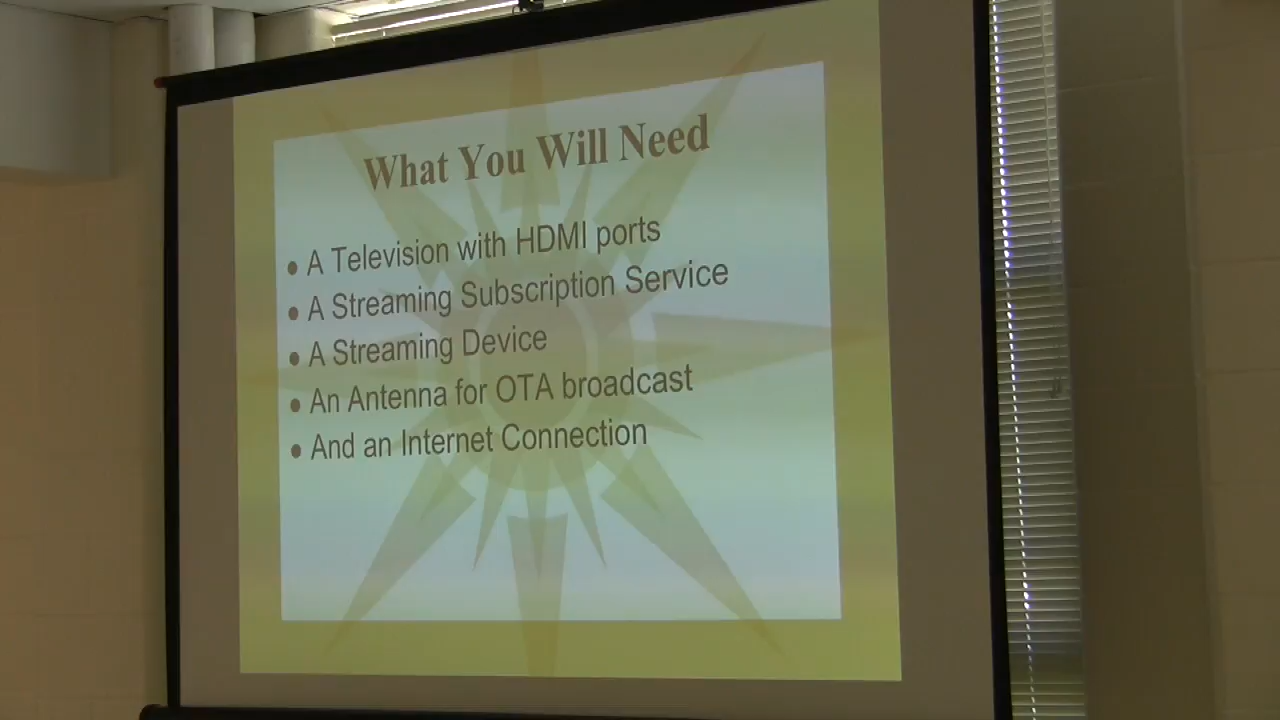 What You Will Need
• A Television with HDMI ports
• A Streaming Subscription Service
• A Streaming Device
• An Antenna for OTA broadcast
• And an Internet Connection